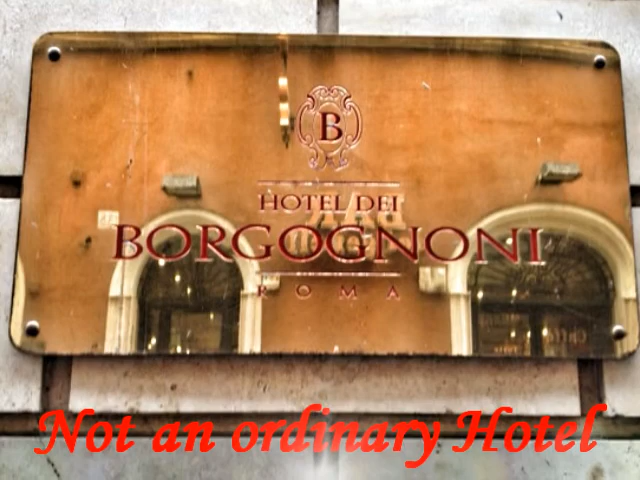 B
HOTEL DEI
BORGOGNONI
ROMA
Not an ordinary Hotel